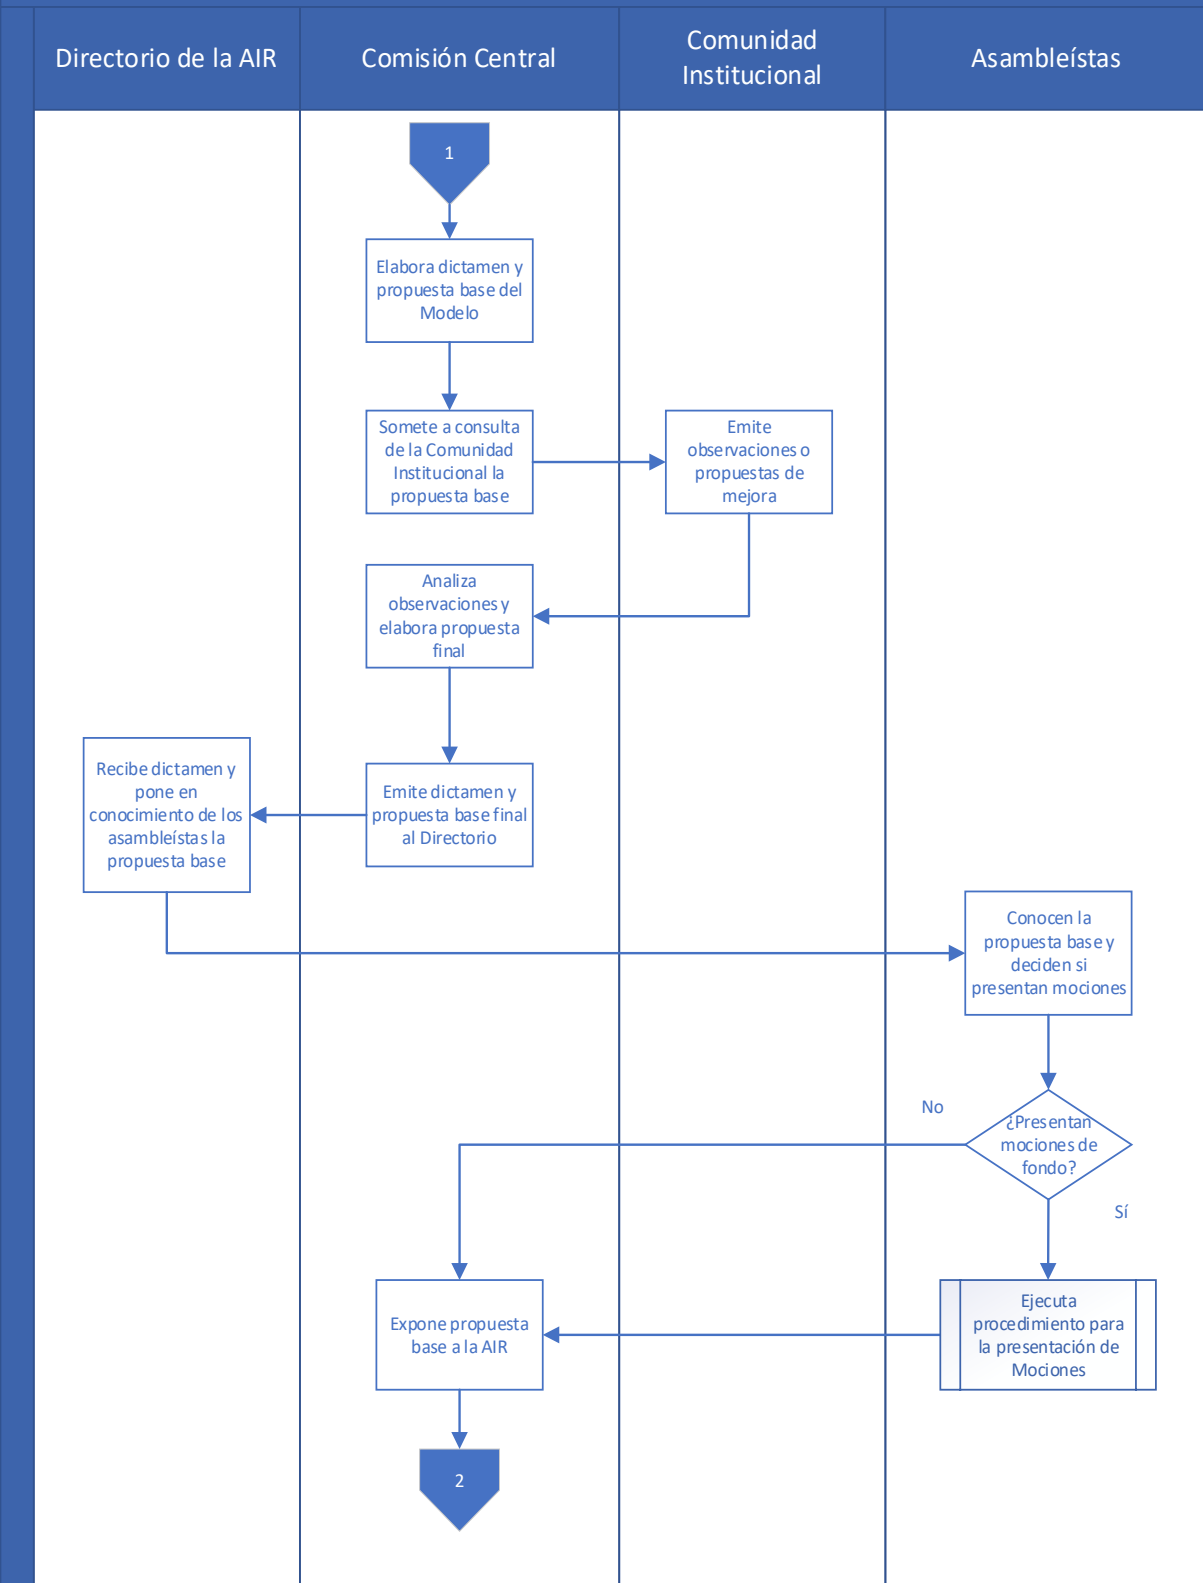 Directorio de la AIR
Comisión Central
Comunidad
Institucional
Asambleístas
1
Elabora dictamen y
propuesta base del
Modelo
Somete a consulta
de la Comunidad
Institucional la
propuesta base
Emite
observaciones o
propuestas de
mejora
Analiza
observaciones y
elabora propuesta
final
Recibe dictamen y
pone en
conocimiento de los
asambleístas la
propuesta base
Emite dictamen y
propuesta base final
al Directorio
Conocen la
propuesta base y
deciden si
presentan mociones
No
¿Presentan
mociones de
fondo?
Sí
Expone propuesta
base a la AIR
Ejecuta
procedimiento para
la presentación de
Mociones
2